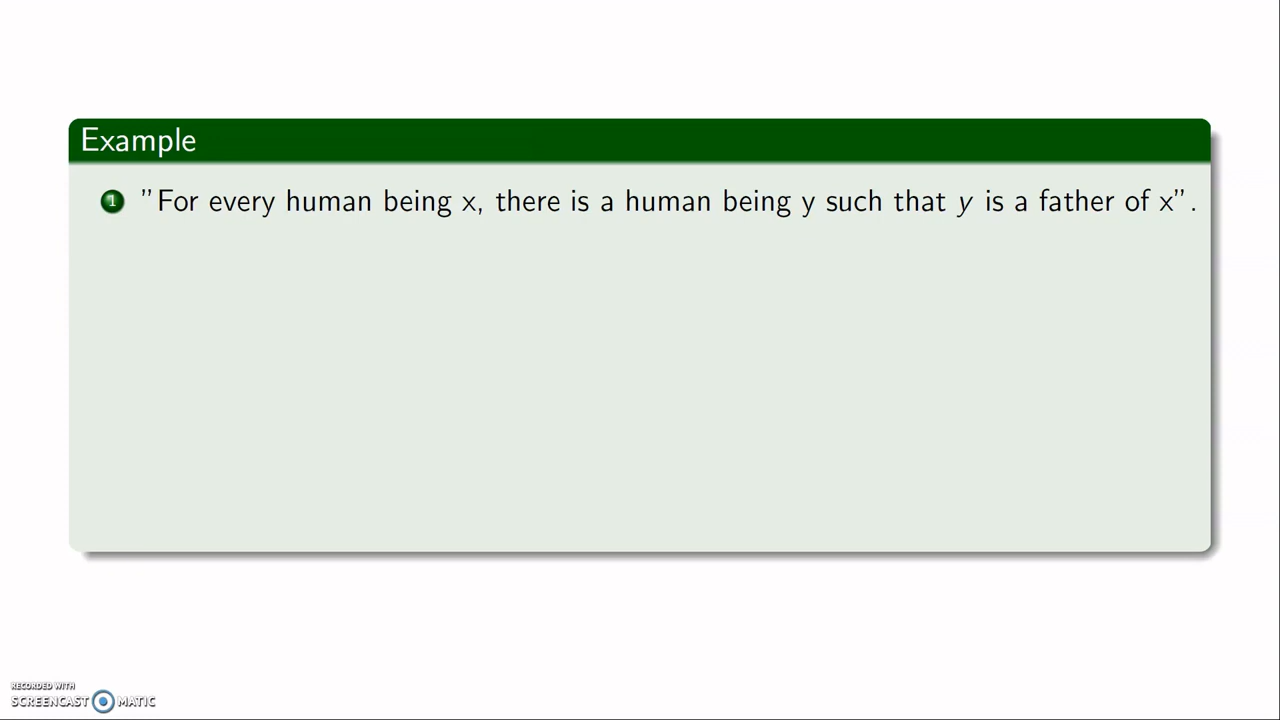 Example
1 ”For every human being x, there is a human being y such that y is a father of x”.
RECORDED WITH
SCREENCAST MATIC